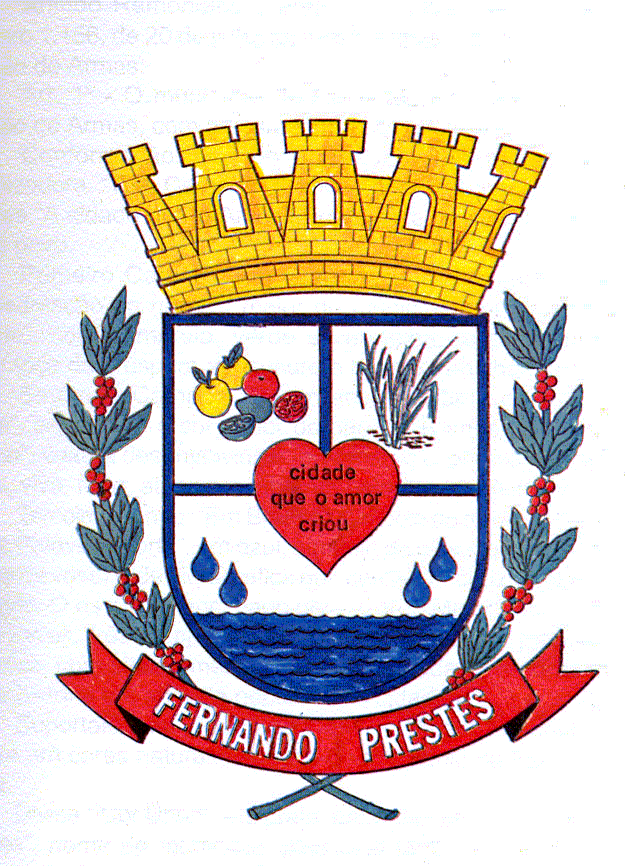 cidade
que o amor
criou
FERNANDO PRESTES